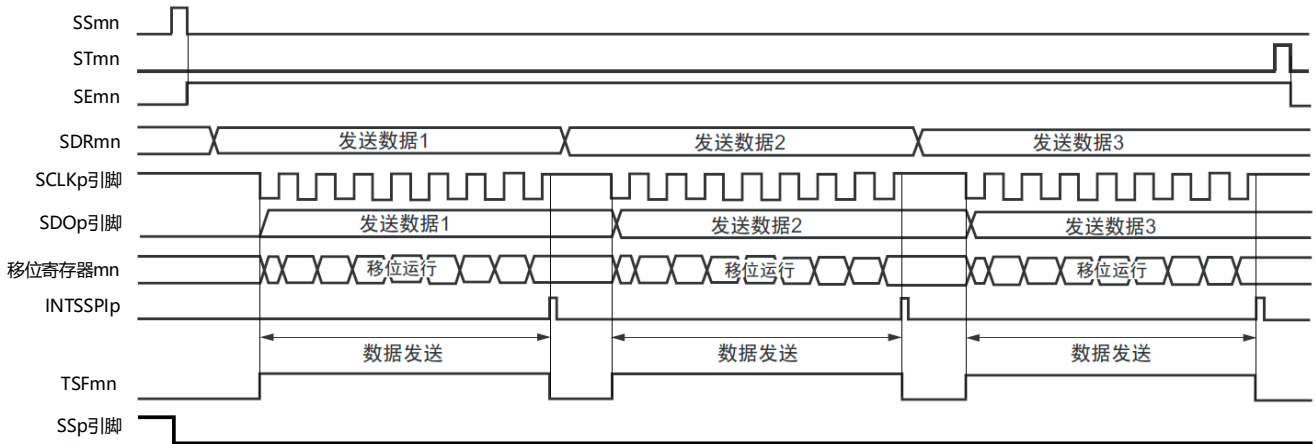 SSmn
STmn
SEmn
SDRmn 发送数据1 发送数据2 发送数据3
SCLKp引脚
SDOp引脚 发送数据1 发送数据2 发送数据3
移位寄存器mn 移位运行 移位运行 移位运行
INTSSPIp
数据发送 数据发送 数据发送
TSFmn
SSp引脚